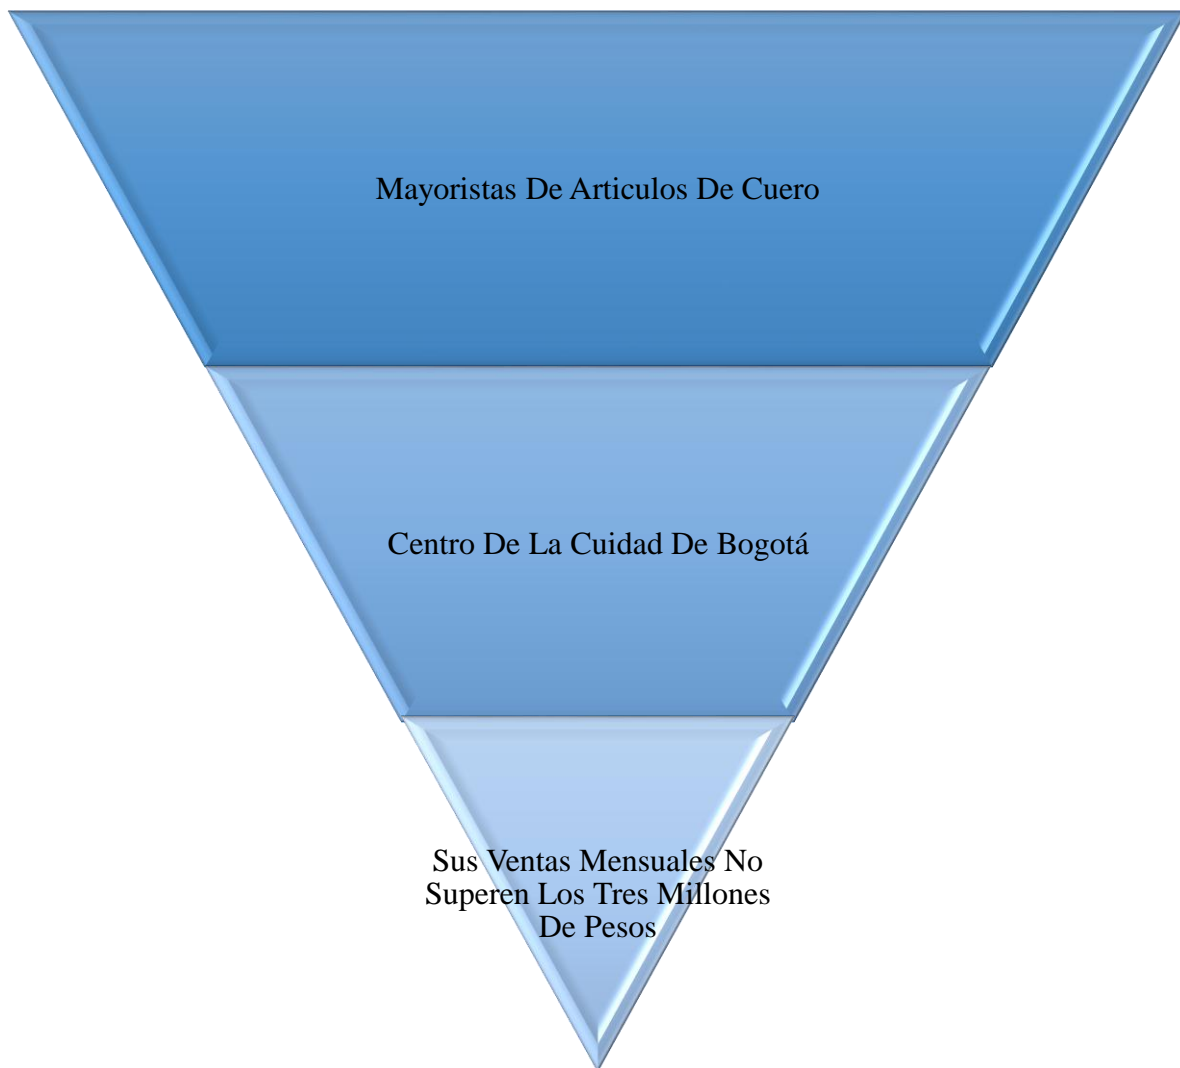 Mayoristas De Articulos De Cuero
Centro De La Cuidad De Bogotá
Sus Ventas Mensuales No
Superen Los Tres Millones
De Pesos